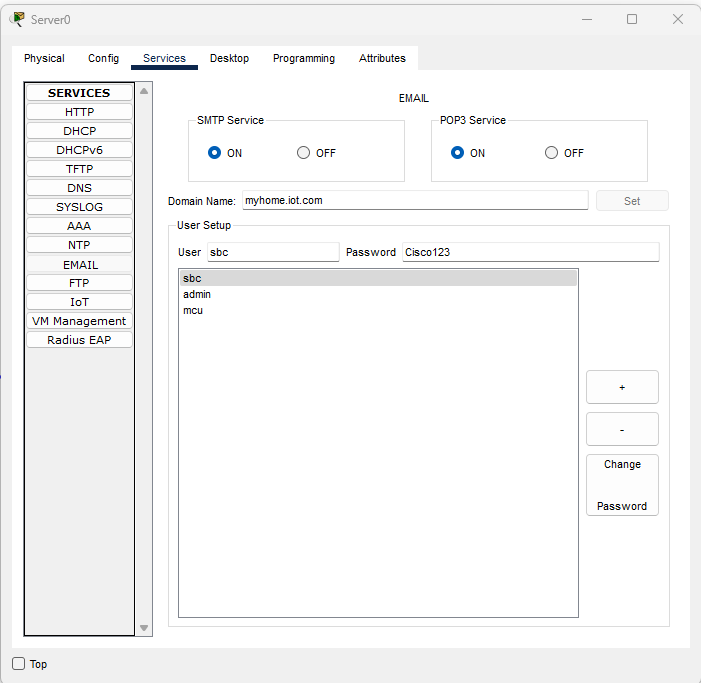 Server0
Physical Config Services Desktop Programming Attributes
SERVICES
HTTP
DHCP
DHCPv6
TFTP
DNS
SYSLOG
AAA
NTP
EMAIL
FTP
IoT
VM Management
Radius EAP
EMAIL
SMTP Service
ON OFF
POP3 Service
ON OFF
Domain Name: myhome.iot.com Set
User Setup
User sbc Password Cisco123
sbc
admin
mcu
+
-
Change
Password
Top